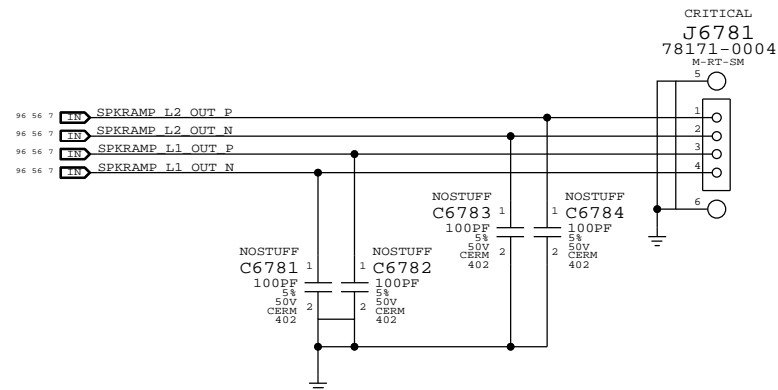 CRITICAL
J6781
78171-0004
M-RT-SM
5
96 56 7 IN SPKRAMP_L2_OUT_P 1
96 56 7 IN SPKRAMP_L2_OUT_N 2
96 56 7 IN SPKRAMP_L1_OUT_P 3
96 56 7 IN SPKRAMP_L1_OUT_N 4
6
NOSTUFF
C6783
100PF
5%
50V
CERM
402
1
2
NOSTUFF
C6784
100PF
5%
50V
CERM
402
1
2
NOSTUFF
C6781
100PF
5%
50V
CERM
402
1
2
NOSTUFF
C6782
100PF
5%
50V
CERM
402
1
2